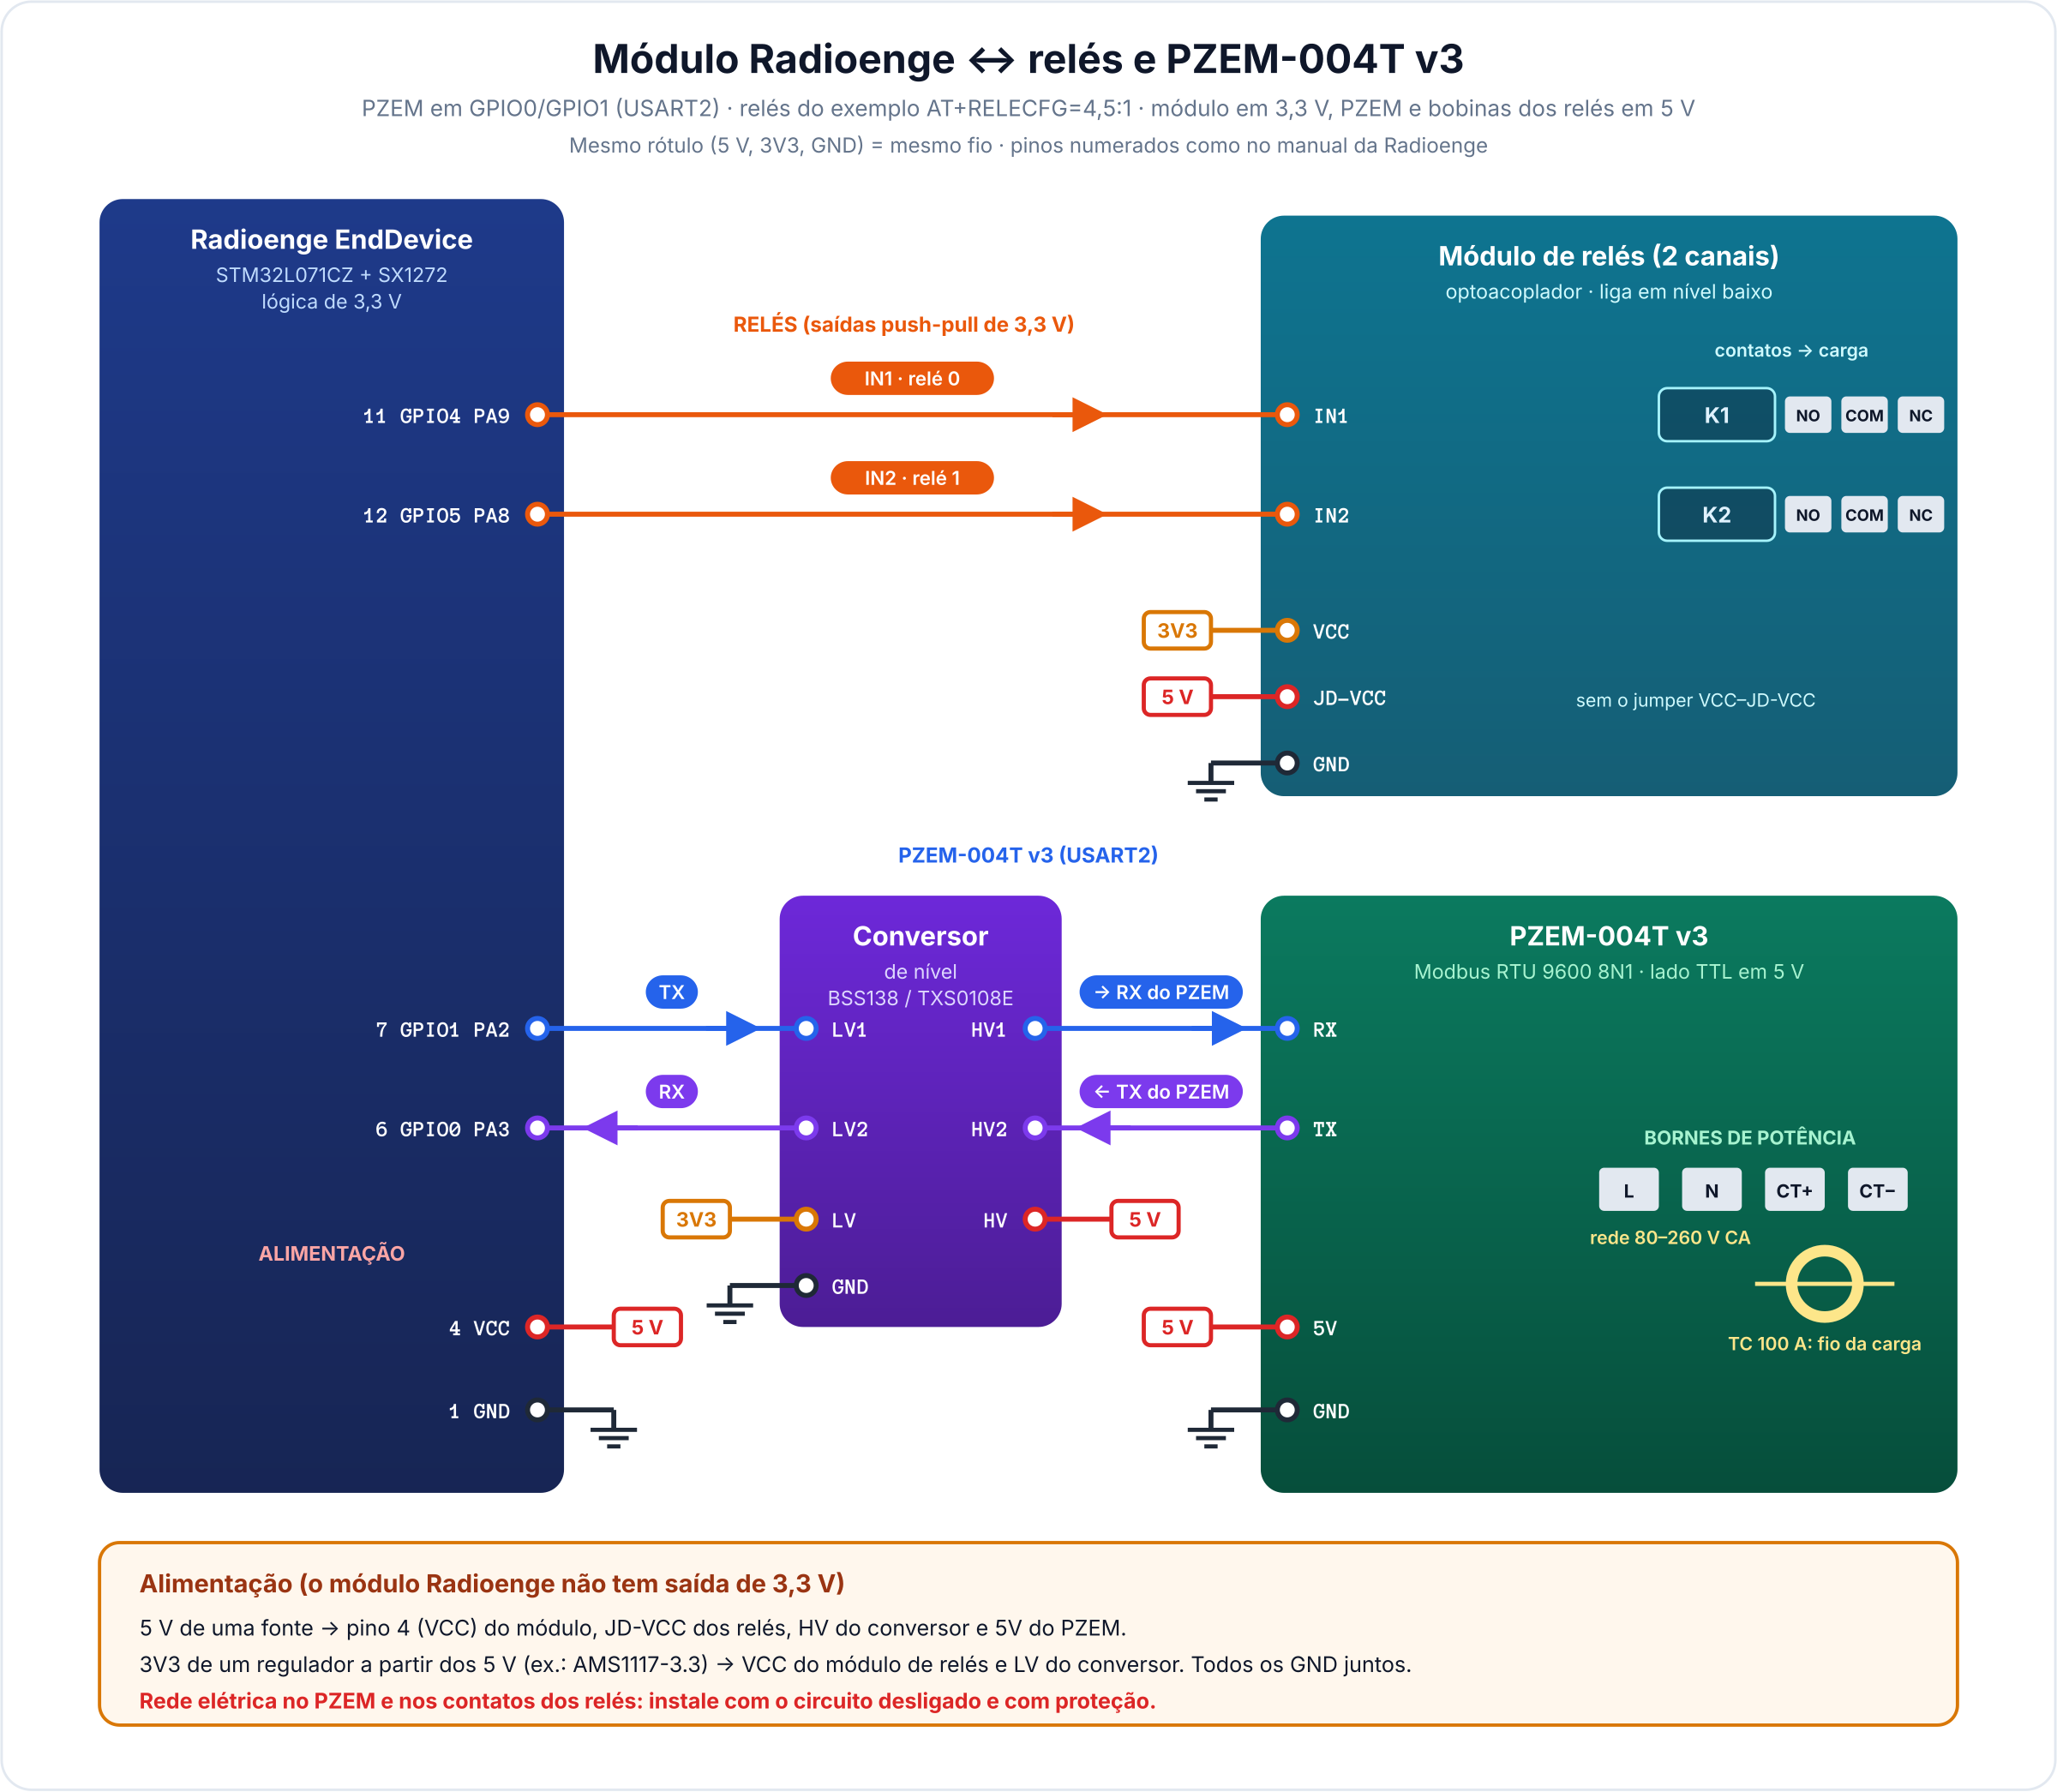 Módulo Radioenge ↔ relés e PZEM-004T v3
PZEM em GPIO0/GPIO1 (USART2) · relés do exemplo AT+RELECFG=4,5:1 · módulo em 3,3 V, PZEM e bobinas dos relés em 5 V
Mesmo rótulo (5 V, 3V3, GND) = mesmo fio · pinos numerados como no manual da Radioenge
Radioenge EndDevice
STM32L071CZ + SX1272
lógica de 3,3 V
11 GPIO4 PA9
12 GPIO5 PA8
7 GPIO1 PA2
6 GPIO0 PA3
ALIMENTAÇÃO
4 VCC
5 V
1 GND
RELÉS (saídas push-pull de 3,3 V)
IN1 · relé 0
IN2 · relé 1
Módulo de relés (2 canais)
optoacoplador · liga em nível baixo
contatos → carga
IN1
K1
NO
COM
NC
IN2
K2
NO
COM
NC
3V3
VCC
5 V
JD-VCC
sem o jumper VCC–JD-VCC
GND
PZEM-004T v3 (USART2)
TX
RX
Conversor
de nível
BSS138 / TXS0108E
LV1
HV1
LV2
HV2
3V3
LV
HV
5 V
GND
→ RX do PZEM
← TX do PZEM
PZEM-004T v3
Modbus RTU 9600 8N1 · lado TTL em 5 V
RX
TX
BORNES DE POTÊNCIA
L
N
CT+
CT−
rede 80–260 V CA
TC 100 A: fio da carga
5 V
5V
GND
Alimentação (o módulo Radioenge não tem saída de 3,3 V)
5 V de uma fonte → pino 4 (VCC) do módulo, JD-VCC dos relés, HV do conversor e 5V do PZEM.
3V3 de um regulador a partir dos 5 V (ex.: AMS1117-3.3) → VCC do módulo de relés e LV do conversor. Todos os GND juntos.
Rede elétrica no PZEM e nos contatos dos relés: instale com o circuito desligado e com proteção.